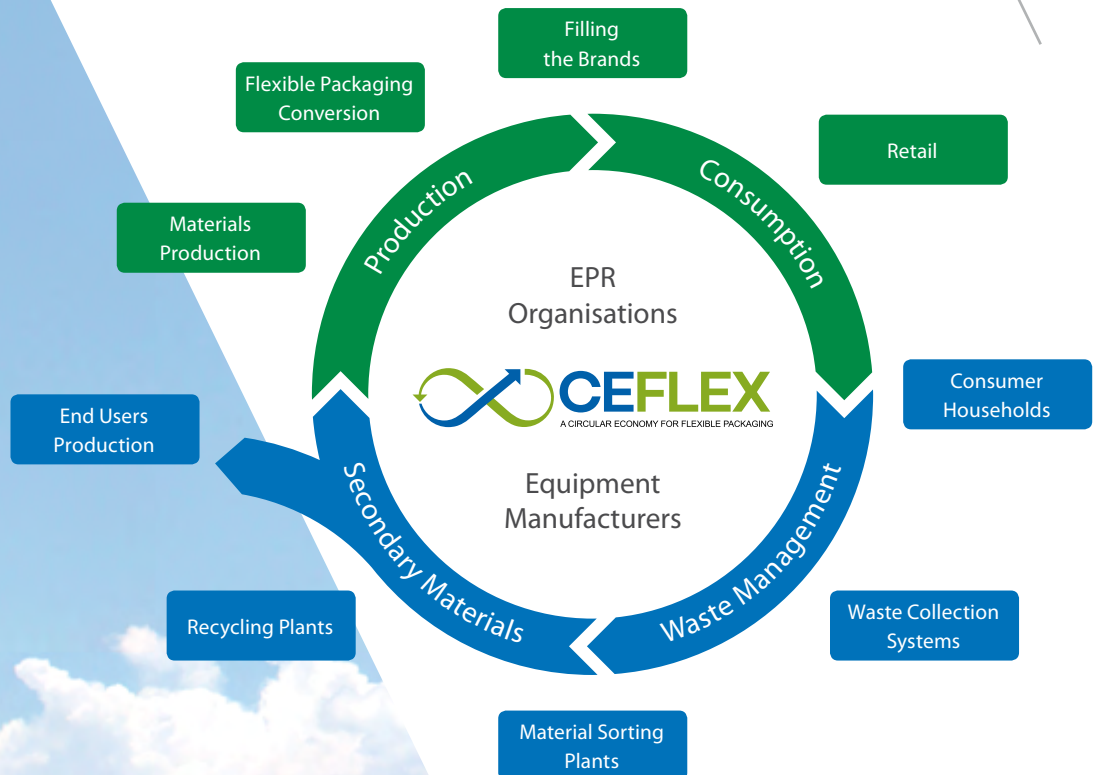 Filling
the Brands
Flexible Packaging
Conversion
Retail
Production
Consumption
Materials
Production
EPR
Organisations
CEFLEX
A CIRCULAR ECONOMY FOR FLEXIBLE PACKAGING
Consumer
Households
End Users
Production
Equipment
Manufacturers
Secondary Materials
Waste Management
Recycling Plants
Waste Collection
Systems
Material Sorting
Plants